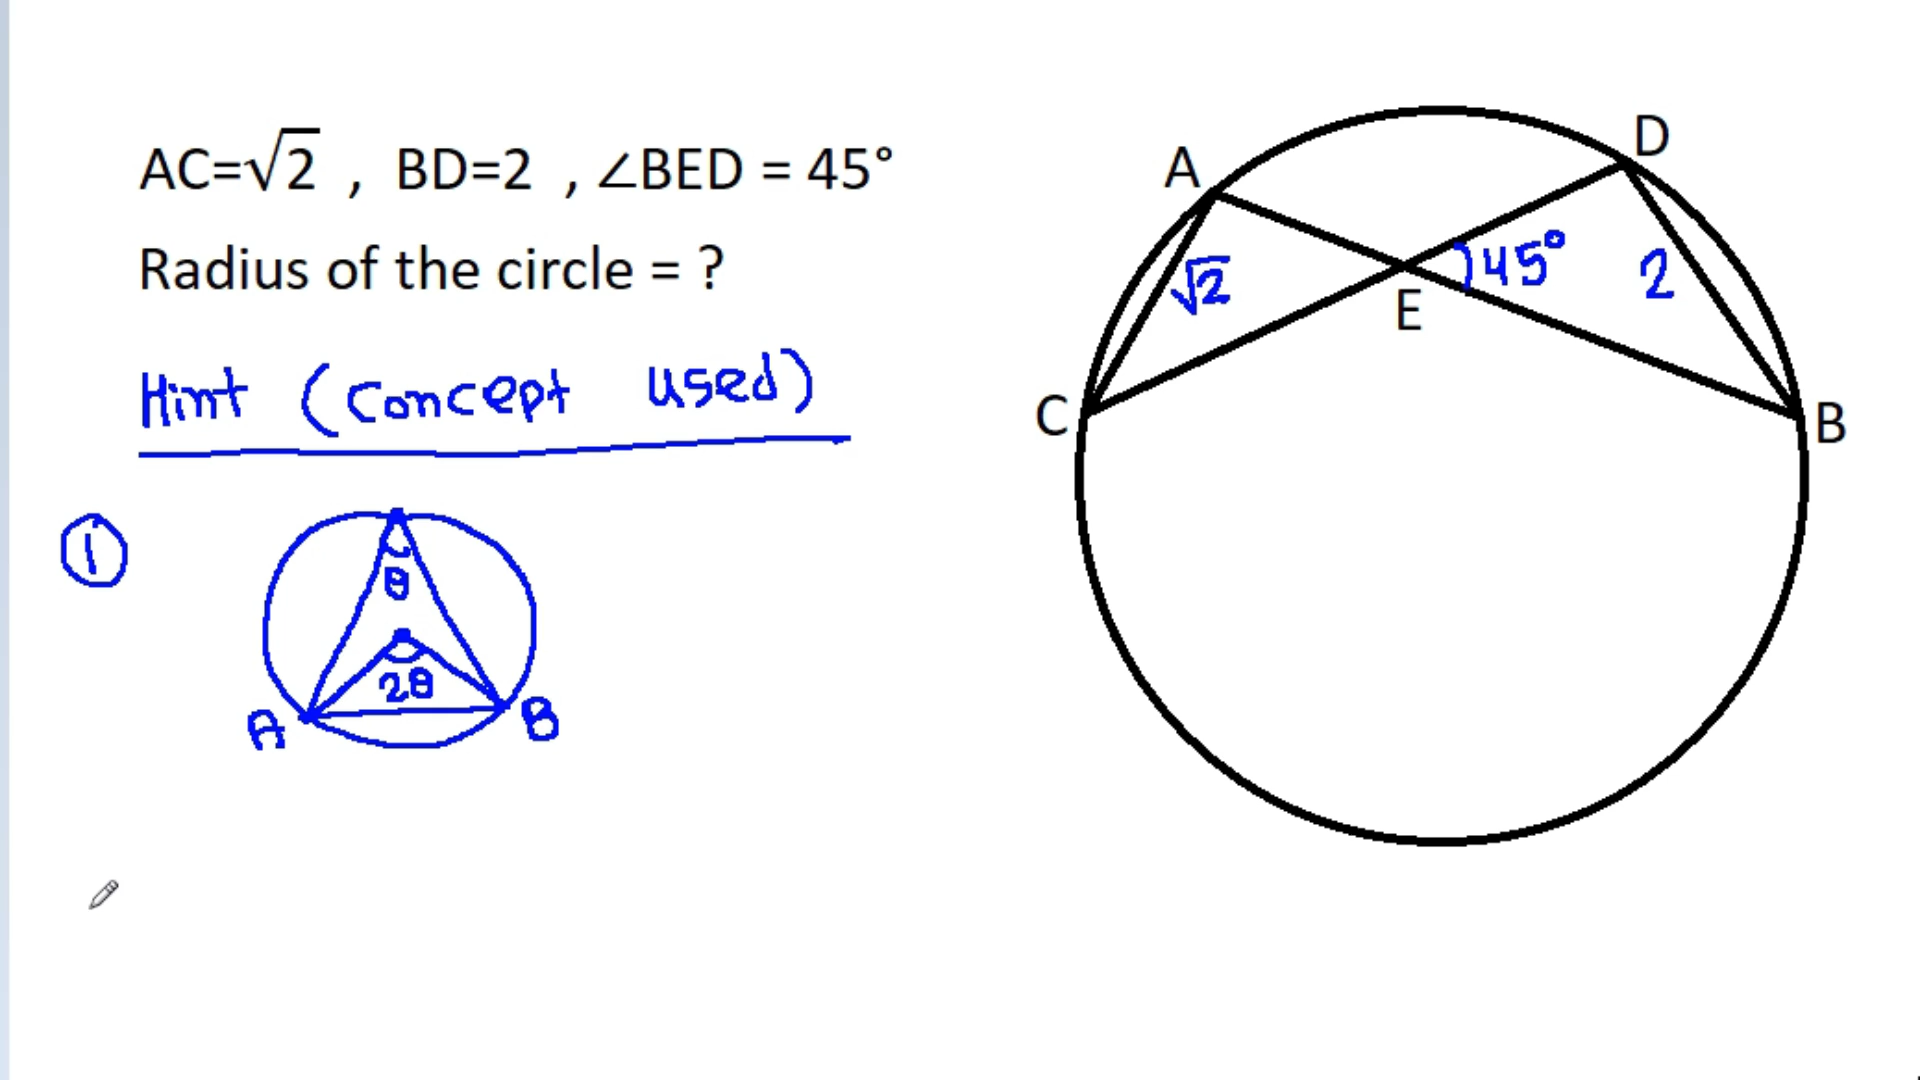 AC=√2 , BD=2 , ∠BED = 45°
Radius of the circle = ?
Hint (Concept used)
1
θ
2θ
A B
D
A
45°
√2 2
E
C B